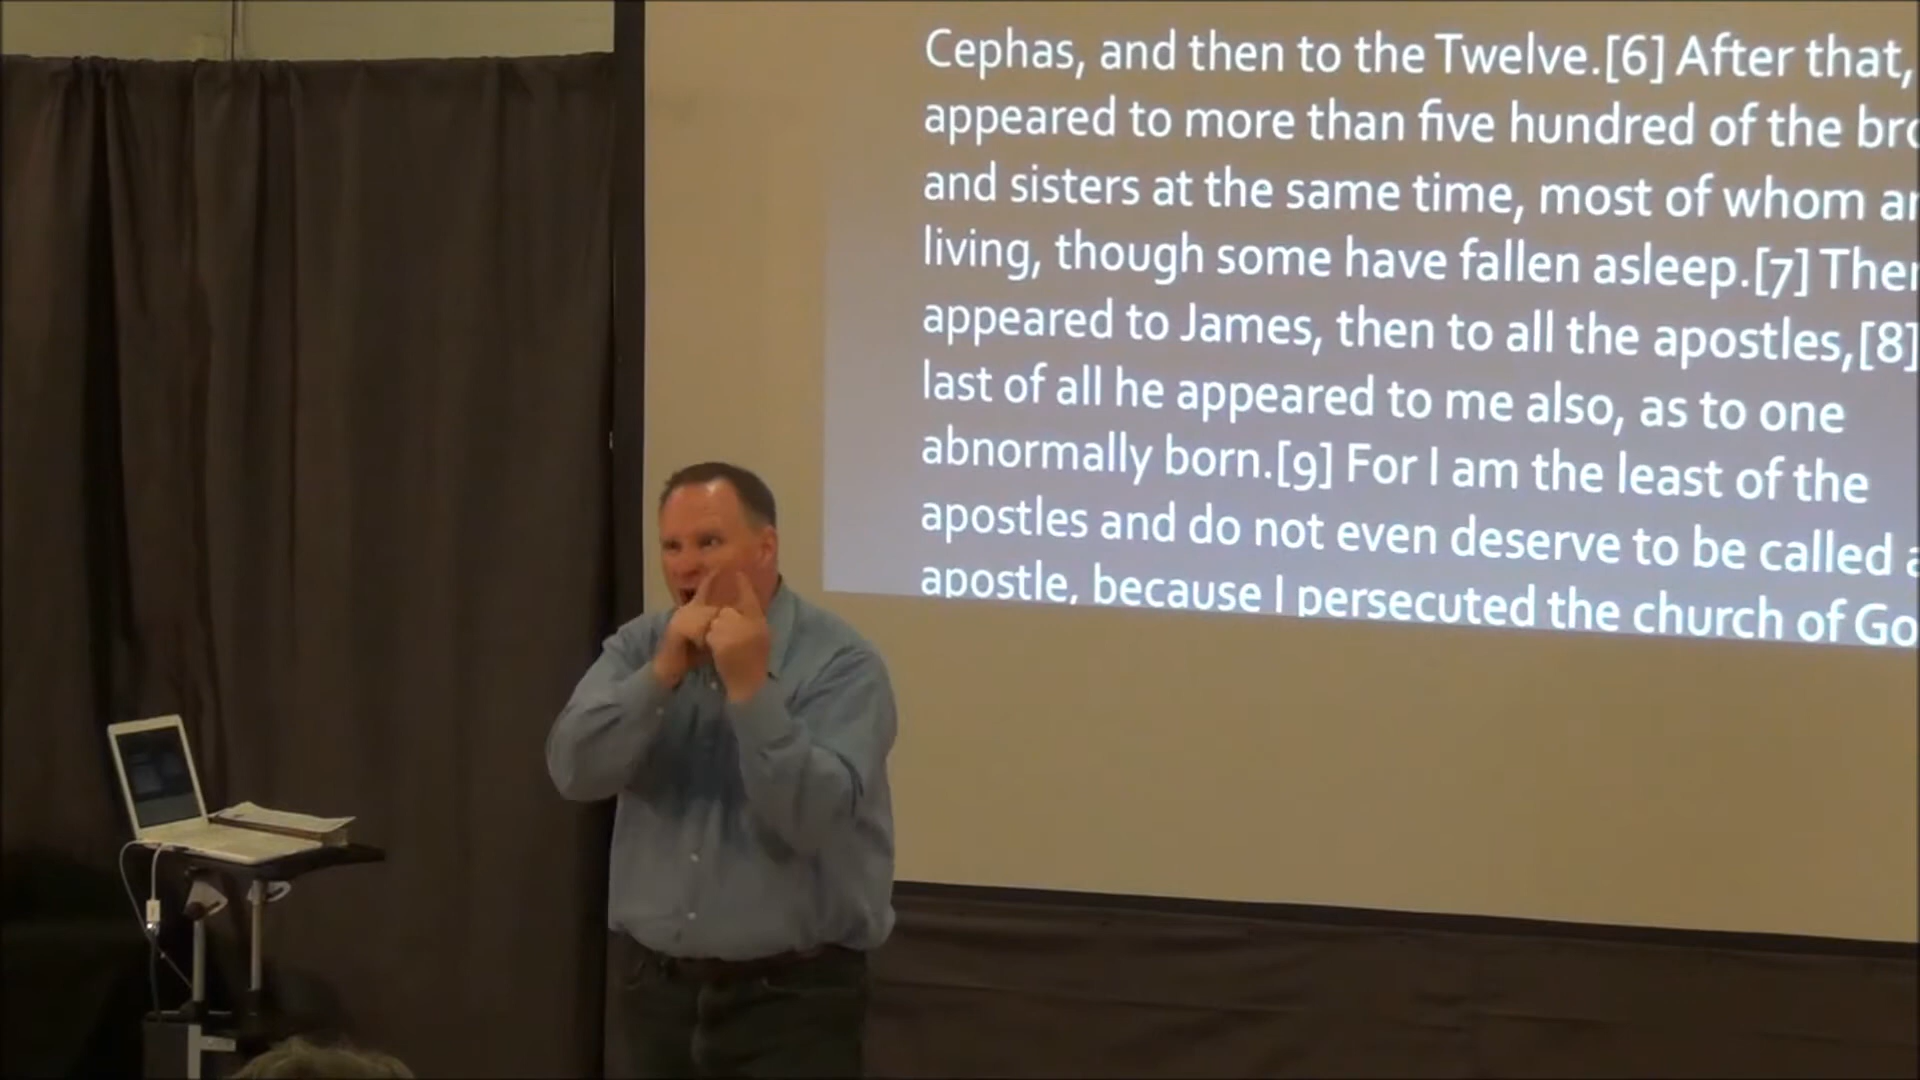 Cephas, and then to the Twelve.[6] After that,
appeared to more than five hundred of the
and sisters at the same time, most of whom
living, though some have fallen asleep.[7]
appeared to James, then to all the apostles,[8]
last of all he appeared to me also, as to one
abnormally born.[9] For I am the least of the
apostles and do not even deserve to be called
apostle, because I persecuted the church of